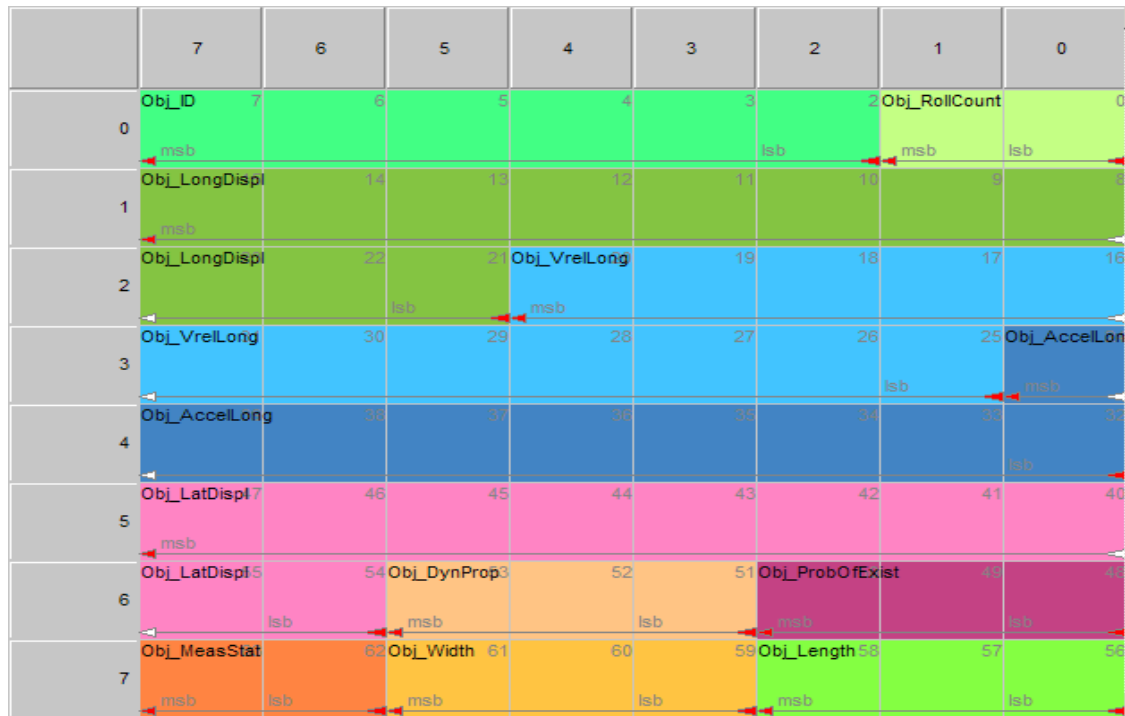 7 6 5 4 3 2 1 0
0 Obj_ID 7 6 5 4 3 2 Obj_RollCount 0
msb lsb msb lsb
1 Obj_LongDispl 14 13 12 11 10 9 8
msb
2 Obj_LongDispl 22 21 Obj_VrelLong 19 18 17 16
lsb msb
3 Obj_VrelLong 30 29 28 27 26 25 Obj_AccelLon
lsb msb
4 Obj_AccelLong 38 37 36 35 34 33 32
lsb
5 Obj_LatDispl 47 46 45 44 43 42 41 40
msb
6 Obj_LatDispl 55 54 Obj_DynProp 53 52 51 Obj_ProbOfExist 49 48
lsb msb lsb msb lsb
7 Obj_MeasStat 62 Obj_Width 61 60 59 Obj_Length 58 57 56
msb lsb msb lsb msb lsb